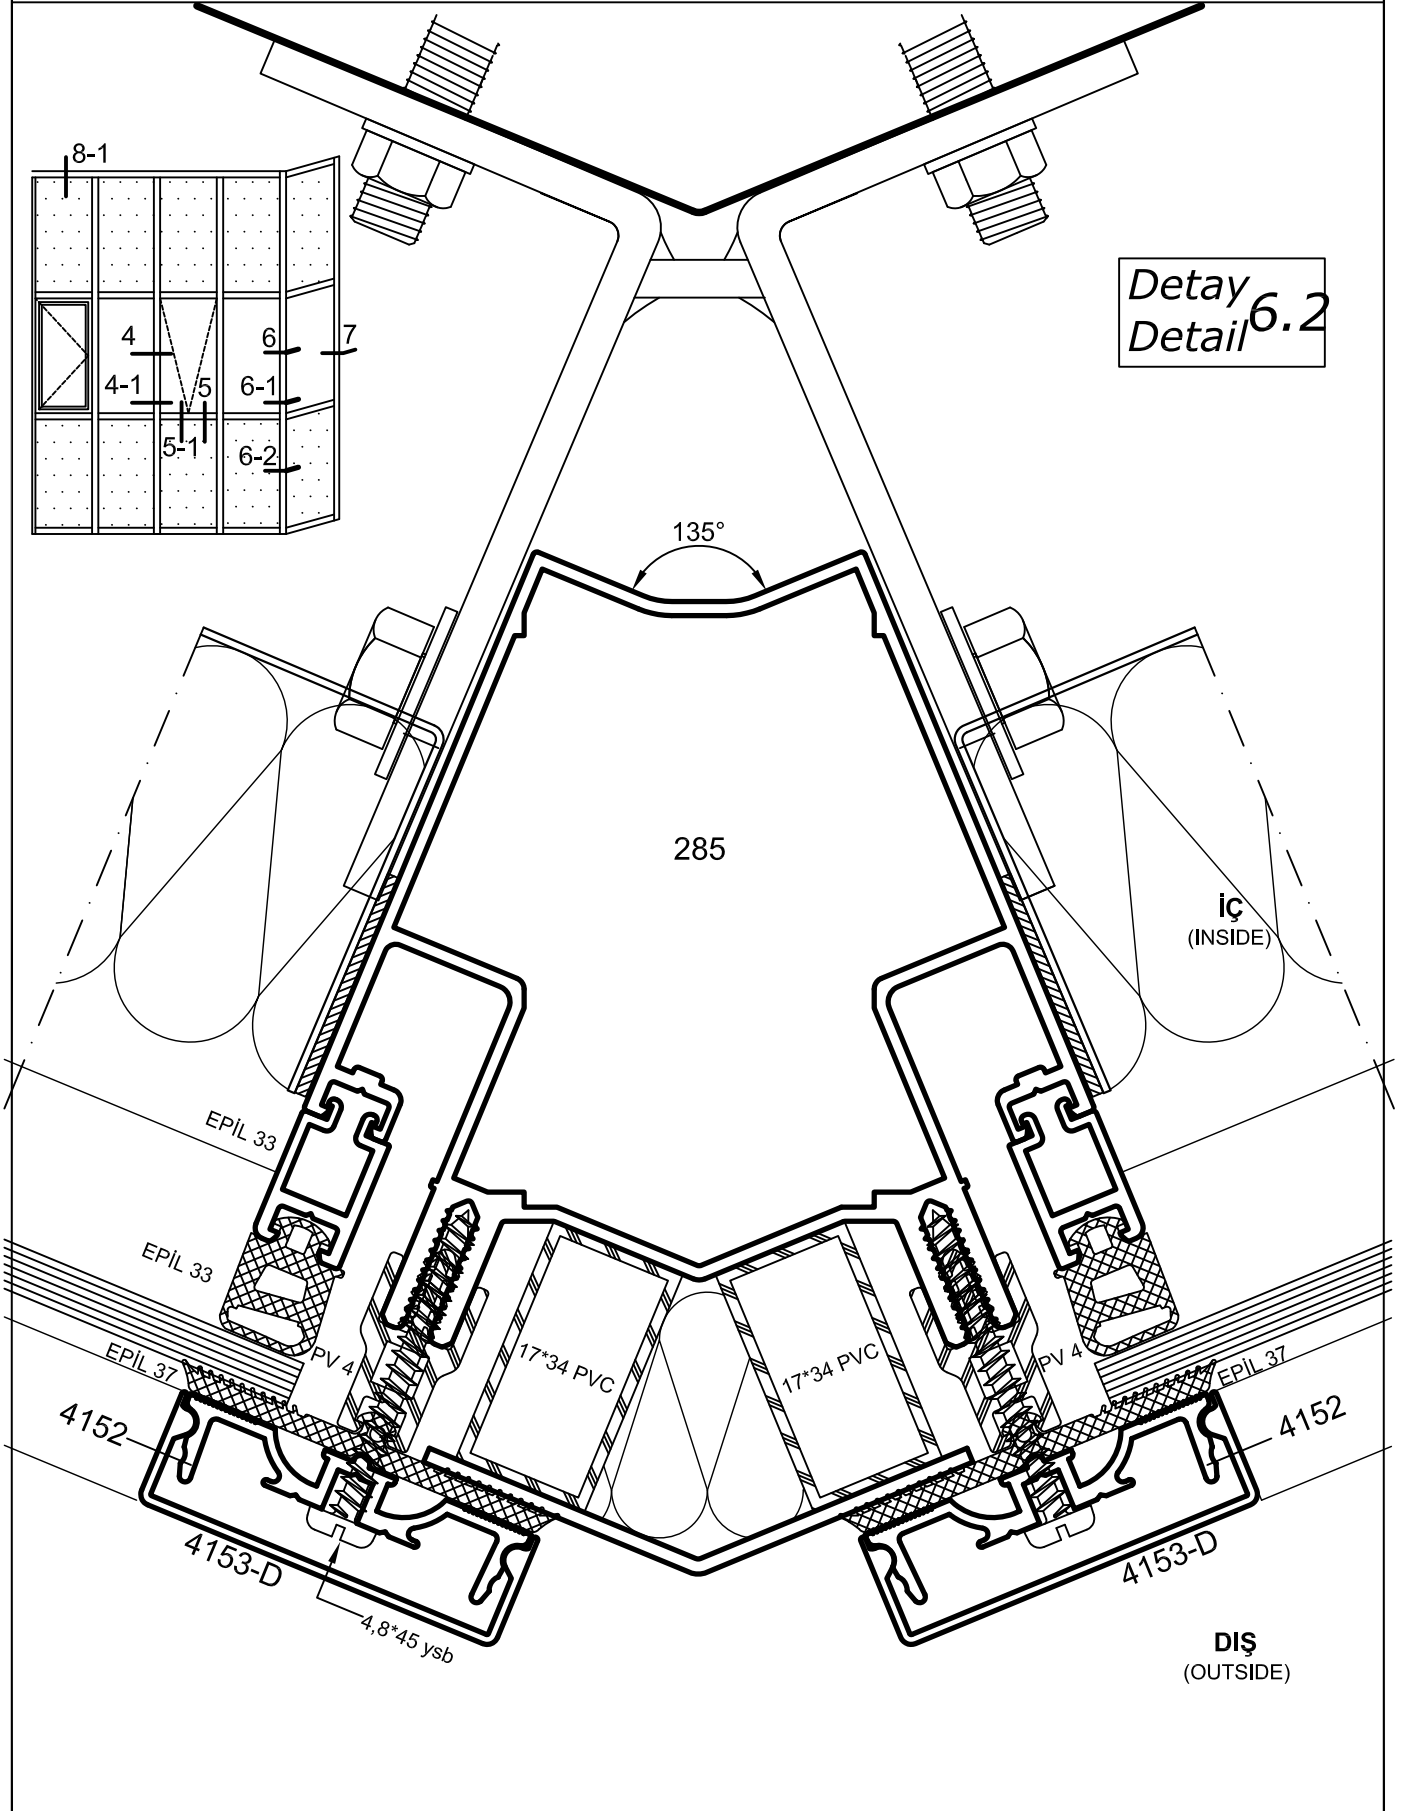 8-1
Detay
Detail 6.2
4
6
7
4-1
5
6-1
5-1
6-2
135°
285
İÇ
(INSIDE)
EPİL 33
EPİL 33
EPİL 37
PV 4
17*34 PVC
17*34 PVC
PV 4
EPİL 37
4152
4152
4153-D
4153-D
4,8*45 ysb
DIŞ
(OUTSIDE)